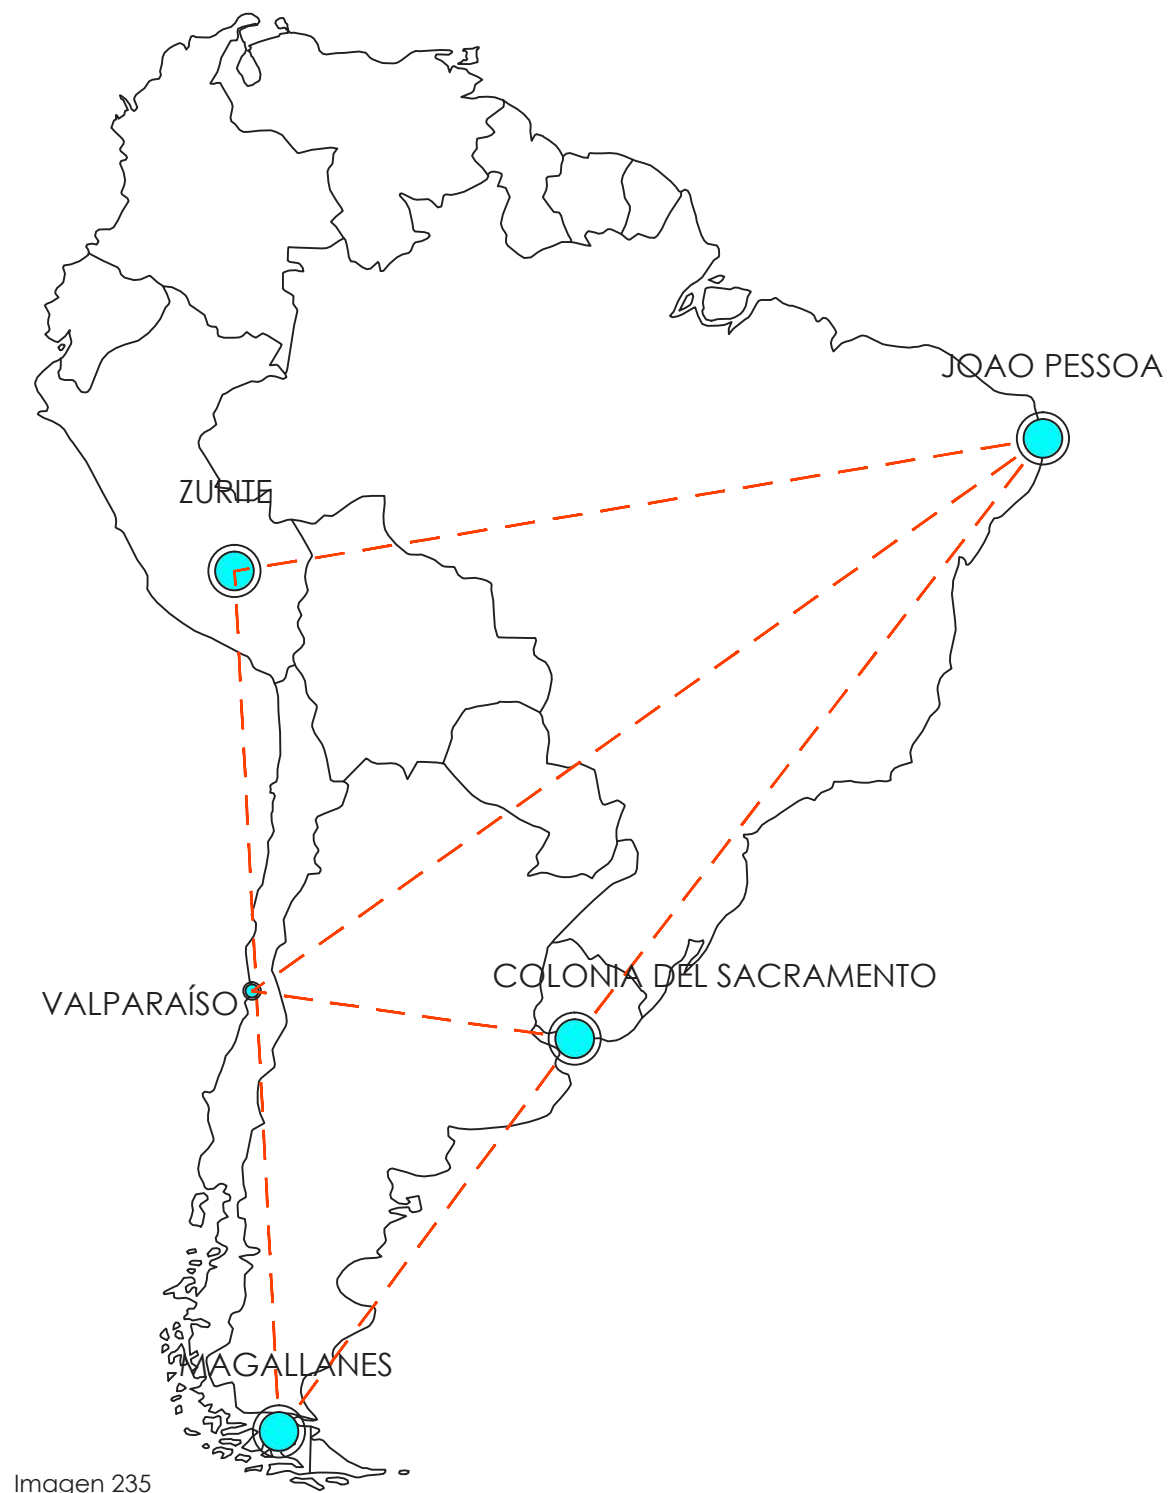 JOAO PESSOA
ZURITE
COLONIA DEL SACRAMENTO
VALPARAÍSO
MAGALLANES
Imagen 235